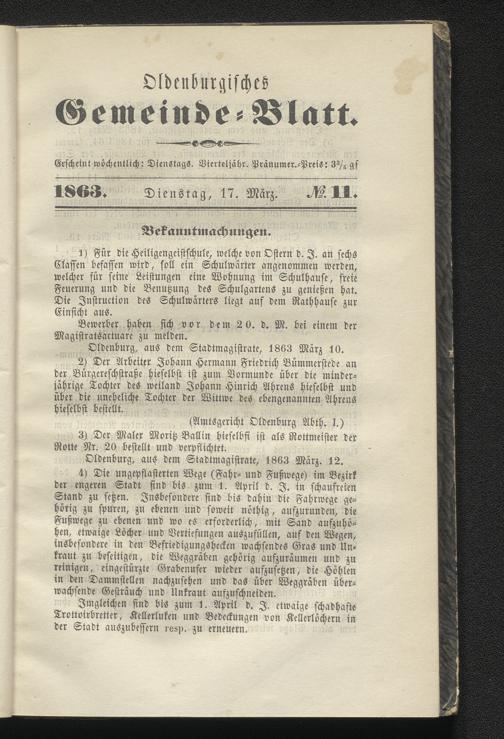 Oldenburgisches
Gemeinde-Blatt.
Erscheint wöchentlich: Dienstags. Vierteljähr. Pränumer.-Preis: 3¾ gf
1863. Dienstag, 17. März. № 11.
Bekanntmachungen.
1) Für die Heiligengeistschule, welche von Ostern d. J. an sechs
Classen befassen wird, soll ein Schulwärter angenommen werden,
welcher für seine Leistungen eine Wohnung im Schulhause, freie
Feuerung und die Benutzung des Schulgartens zu genießen hat.
Die Instruction des Schulwärters liegt auf dem Rathhause zur
Einsicht aus.
Bewerber haben sich vor dem 20. d. M. bei einem der
Magistratsactuare zu melden.
Oldenburg, aus dem Stadtmagistrate, 1863 März 10.
2) Der Arbeiter Johann Hermann Friedrich Bümmerstede an
der Bürgereschstraße hieselbst ist zum Vormunde über die minder-
jährige Tochter des weiland Johann Hinrich Ahrens hieselbst und
über die uneheliche Tochter der Wittwe des ebengenannten Ahrens
hieselbst bestellt.
(Amtsgericht Oldenburg Abth. I.)
3) Der Maler Moritz Ballin hieselbst ist als Rottmeister der
Rotte Nr. 20 bestellt und verpflichtet.
Oldenburg, aus dem Stadtmagistrate, 1863 März. 12.
4) Die ungepflasterten Wege (Fahr- und Fußwege) im Bezirk
der engeren Stadt sind bis zum 1. April d. J. in schaufreien
Stand zu setzen. Insbesondere sind bis dahin die Fahrwege ge-
hörig zu spuren, zu ebenen und soweit nöthig, aufzurunden, die
Fußwege zu ebenen und wo es erforderlich, mit Sand aufzuhö-
hen, etwaige Löcher und Vertiefungen auszufüllen, auf den Wegen,
insbesondere in den Befriedigungshecken wachsendes Gras und Un-
kraut zu beseitigen, die Weggräben gehörig aufzuräumen und zu
reinigen, eingestürzte Grabenufer wieder aufzusetzen, die Höhlen
in den Dammstellen nachzusehen und das über Weggräben über-
wachsende Gesträuch und Unkraut aufzuschneiden.
Imgleichen sind bis zum 1. April d. J. etwaige schadhafte
Trottoirbretter, Kellerluken und Bedeckungen von Kellerlöchern in
der Stadt auszubessern resp. zu erneuern.